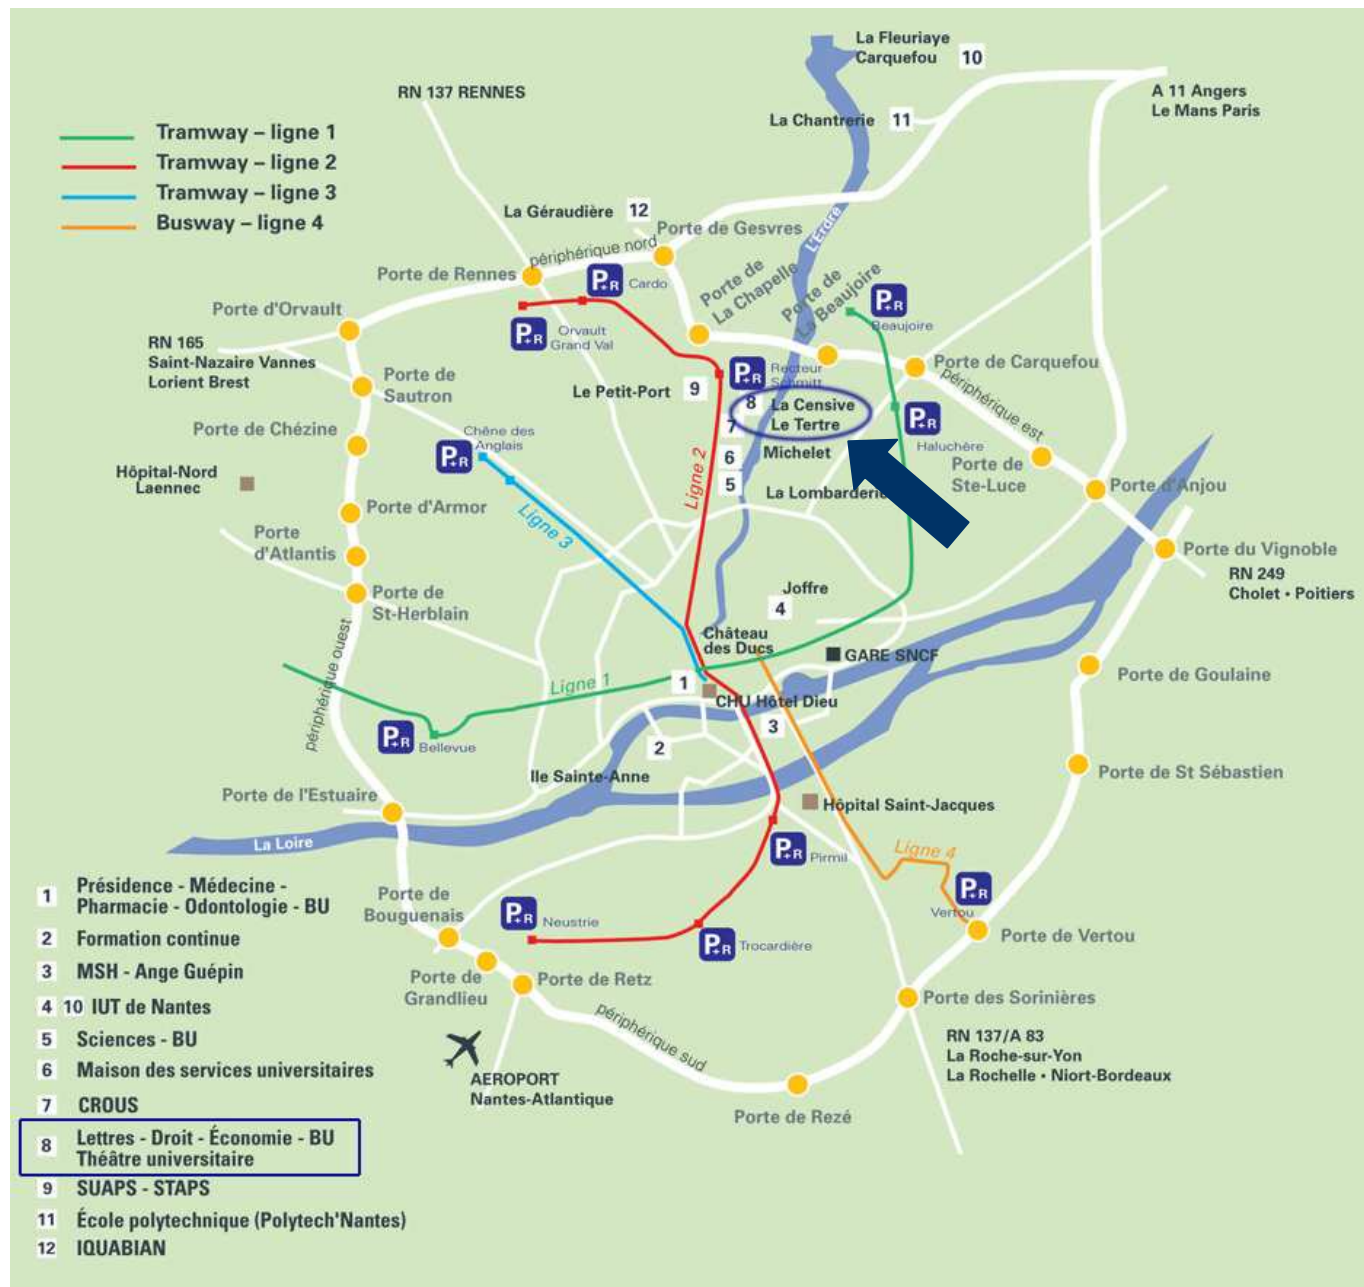 La Fleuriaye
Carquefou 10
RN 137 RENNES
A 11 Angers
Le Mans Paris
La Chantrerie 11
Tramway – ligne 1
Tramway – ligne 2
Tramway – ligne 3
Busway – ligne 4
La Géraudière 12
L'Erdre
Porte de Gesvres
périphérique nord
Porte de Rennes
P+R Cardo
Porte de
La Chapelle
Porte de
La Beaujoire
P+R
Beaujoire
Porte d'Orvault
P+R Orvault
Grand Val
RN 165
Saint-Nazaire Vannes
Lorient Brest
Porte de
Sautron
Le Petit-Port 9
P+R Recteur
Schmitt
Porte de Carquefou
périphérique est
8 La Censive
7 Le Tertre
P+R
Haluchère
Porte de Chézine
Chêne des
Anglais
P+R
6 Michelet
5 La Lombarderie
Porte de
Ste-Luce
Hôpital-Nord
Laennec
Ligne 2
Porte d'Anjou
Porte d'Armor
Ligne 3
Porte
d'Atlantis
Porte du Vignoble
RN 249
Cholet • Poitiers
Porte de
St-Herblain
Joffre
4
périphérique ouest
Château
des Ducs
GARE SNCF
Porte de Goulaine
Ligne 1
1
CHU Hôtel Dieu
3
P+R Bellevue
2
Ile Sainte-Anne
Porte de St Sébastien
Porte de l'Estuaire
Hôpital Saint-Jacques
La Loire
P+R Pirmil
Ligne 4
P+R
Vertou
Porte de
Bouguenais
P+R Neustrie
P+R Trocardière
Porte de Vertou
Porte de
Grandlieu
Porte de Retz
périphérique sud
Porte des Sorinières
RN 137/A 83
La Roche-sur-Yon
La Rochelle • Niort-Bordeaux
AEROPORT
Nantes-Atlantique
Porte de Rezé
1 Présidence - Médecine -
Pharmacie - Odontologie - BU
2 Formation continue
3 MSH - Ange Guépin
4 10 IUT de Nantes
5 Sciences - BU
6 Maison des services universitaires
7 CROUS
8 Lettres - Droit - Économie - BU
Théâtre universitaire
9 SUAPS - STAPS
11 École polytechnique (Polytech'Nantes)
12 IQUABIAN